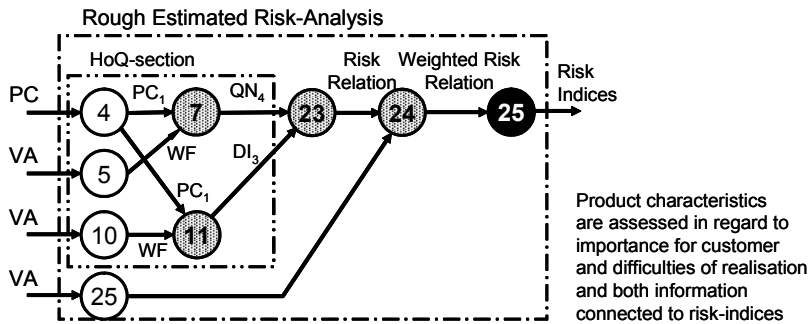 Rough Estimated Risk-Analysis
HoQ-section
Risk
Relation
Weighted Risk
Relation
Risk
Indices
PC
4
PC1
7
QN4
23
24
25
VA
5
WF
DI3
PC1
VA
10
WF
11
VA
25
Product characteristics
are assessed in regard to
importance for customer
and difficulties of realisation
and both information
connected to risk-indices